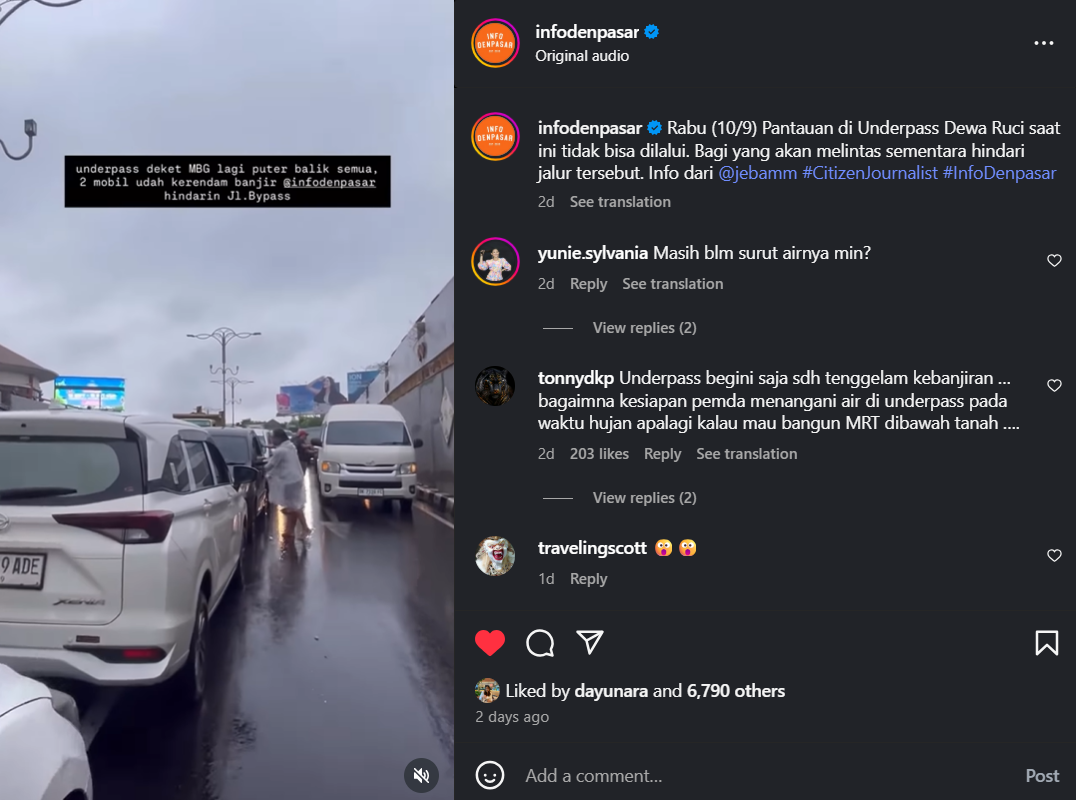 underpass deket MBG lagi puter balik semua,
2 mobil udah kerendam banjir @infodenpasar
hindarin Jl.Bypass
9 ADE
INFO
DENPASAR
infodenpasar
Original audio
INFO
DENPASAR
infodenpasar Rabu (10/9) Pantauan di Underpass Dewa Ruci saat
ini tidak bisa dilalui. Bagi yang akan melintas sementara hindari
jalur tersebut. Info dari @jebamm #CitizenJournalist #InfoDenpasar
2d See translation
yunie.sylvania Masih blm surut airnya min?
2d Reply See translation
View replies (2)
tonnydkp Underpass begini saja sdh tenggelam kebanjiran ...
bagaimna kesiapan pemda menangani air di underpass pada
waktu hujan apalagi kalau mau bangun MRT dibawah tanah ....
2d 203 likes Reply See translation
View replies (2)
travelingscott 😱 😱
1d Reply
Liked by dayunara and 6,790 others
2 days ago
Add a comment...
Post